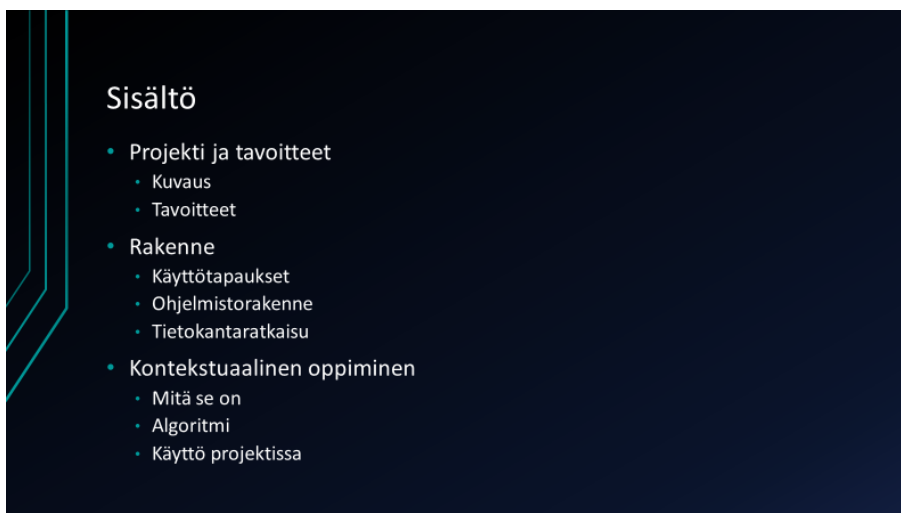 Sisältö
• Projekti ja tavoitteet
• Kuvaus
• Tavoitteet
• Rakenne
• Käyttötapaukset
• Ohjelmistorakenne
• Tietokantaratkaisu
• Kontekstuaalinen oppiminen
• Mitä se on
• Algoritmi
• Käyttö projektissa